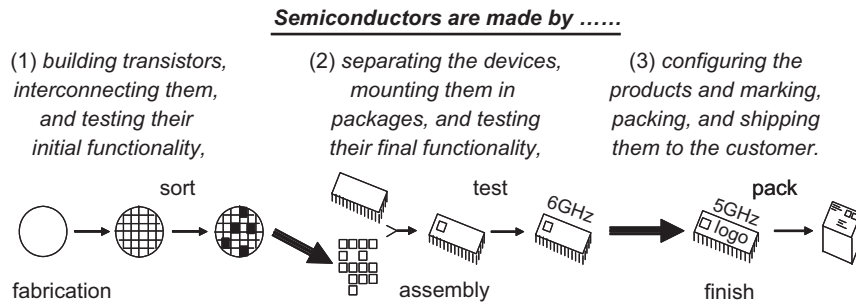 Semiconductors are made by ……
(1) building transistors,
interconnecting them,
and testing their
initial functionality,
(2) separating the devices,
mounting them in
packages, and testing
their final functionality,
(3) configuring the
products and marking,
packing, and shipping
them to the customer.
sort
test
pack
6GHz
5GHz
logo
fabrication
assembly
finish